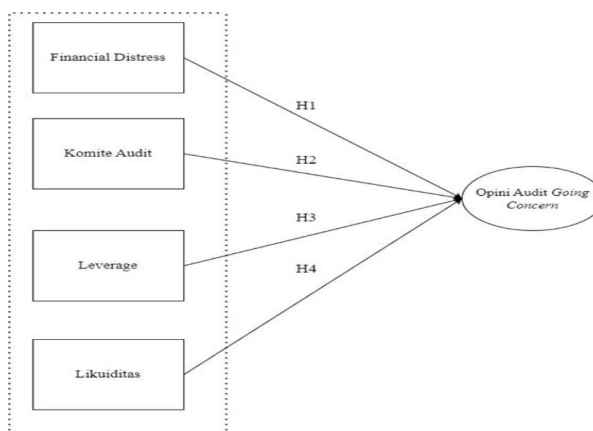 Financial Distress
H1
Komite Audit
H2
Opini Audit Going
Concern
H3
Leverage
H4
Likuiditas